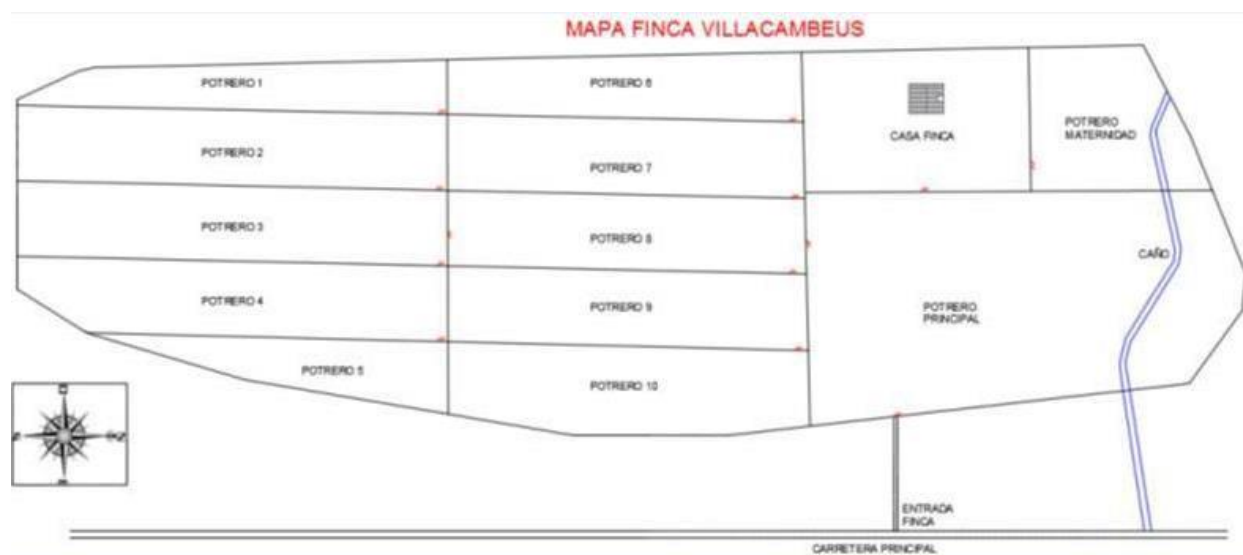 MAPA FINCA VILLACAMBEUS
POTRERO 1
POTRERO 6
CASA FINCA
POTRERO
MATERNIDAD
POTRERO 2
POTRERO 7
POTRERO 3
POTRERO 8
CAÑO
POTRERO 4
POTRERO 9
POTRERO
PRINCIPAL
POTRERO 5
POTRERO 10
ENTRADA
FINCA
CARRETERA PRINCIPAL